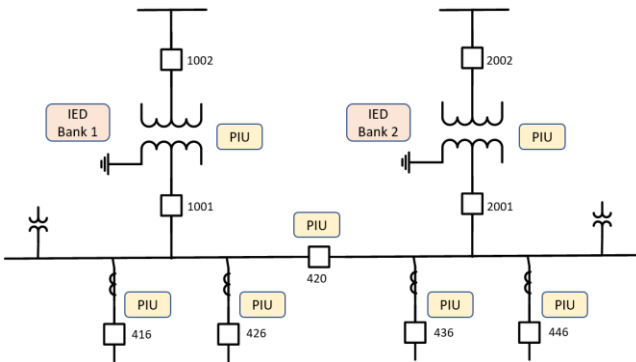 1002
2002
IED
Bank 1
PIU
IED
Bank 2
PIU
1001
PIU
2001
420
PIU
PIU
PIU
PIU
416
426
436
446